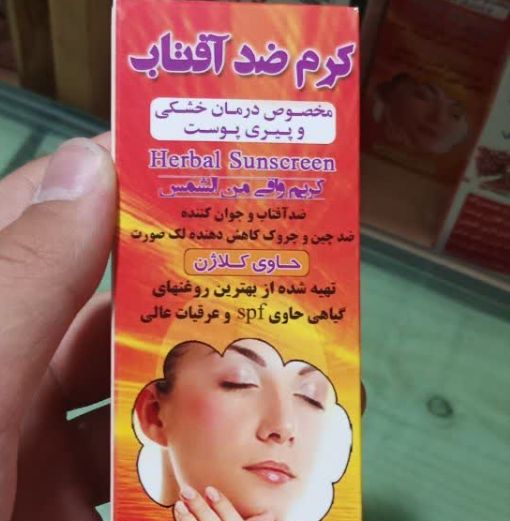 کرم ضد آفتاب
مخصوص درمان خشکی
و پیری پوست
Herbal Sunscreen
کریم واقي من الشمس
ضدآفتاب و جوان کننده
ضد چین و چروک کاهش دهنده لک صورت
حاوی کلاژن
تهیه شده از بهترین روغنهای
گیاهی حاوی spf و عرقیات عالی